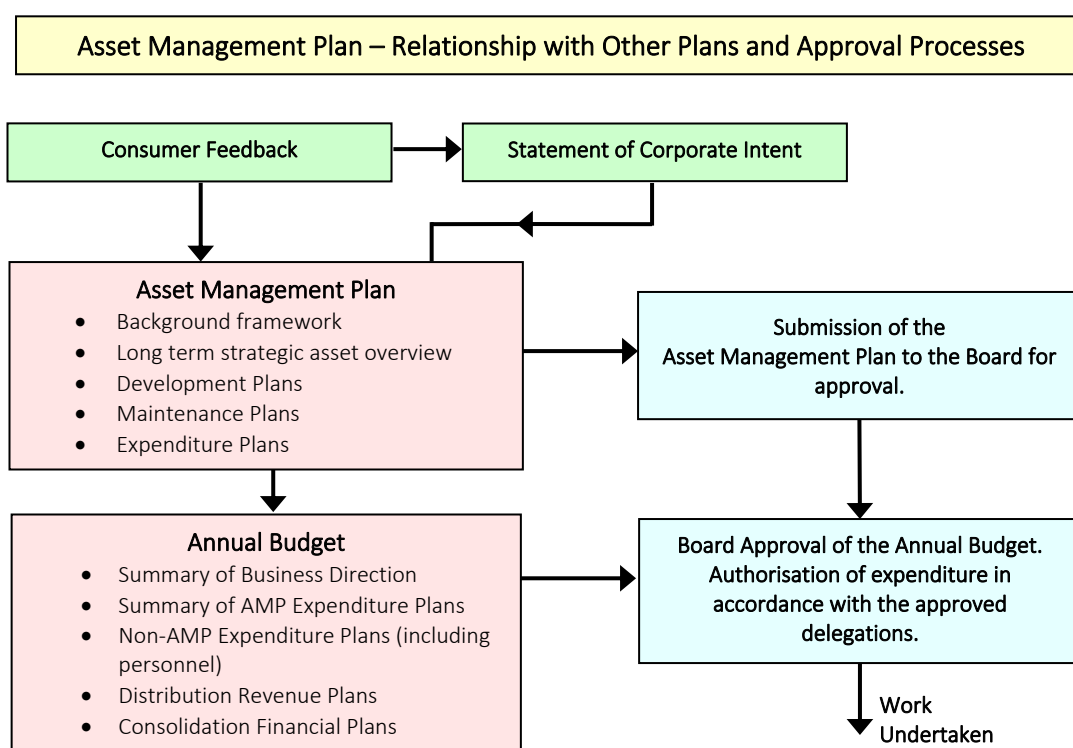 Asset Management Plan – Relationship with Other Plans and Approval Processes
Consumer Feedback
Statement of Corporate Intent
Asset Management Plan
• Background framework
• Long term strategic asset overview
• Development Plans
• Maintenance Plans
• Expenditure Plans
Submission of the
Asset Management Plan to the Board for
approval.
Annual Budget
• Summary of Business Direction
• Summary of AMP Expenditure Plans
• Non-AMP Expenditure Plans (including
personnel)
• Distribution Revenue Plans
• Consolidation Financial Plans
Board Approval of the Annual Budget.
Authorisation of expenditure in
accordance with the approved
delegations.
Work
Undertaken